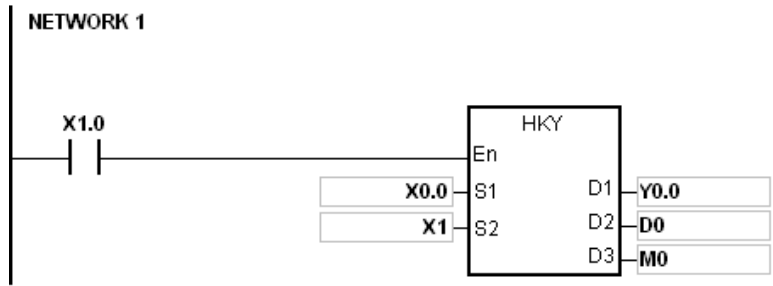 NETWORK 1
X1.0
HKY
En
X0.0 S1 D1 Y0.0
X1 S2 D2 D0
D3 M0